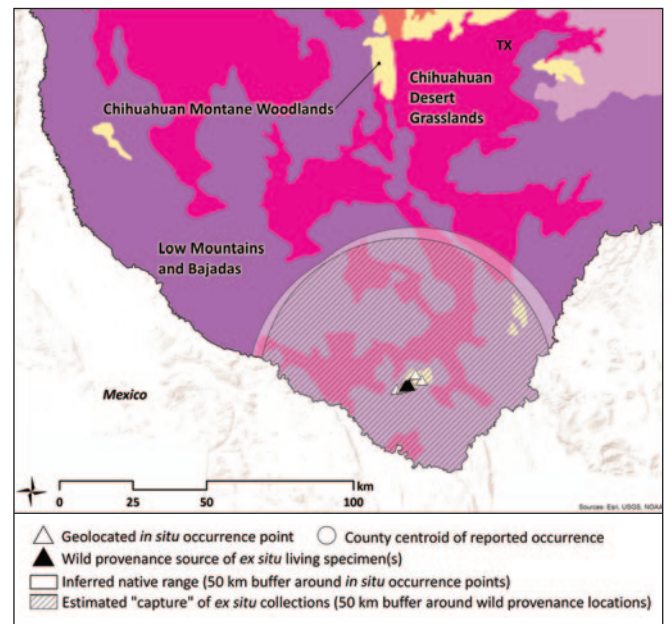 TX
Chihuahuan
Desert
Grasslands
Chihuahuan Montane Woodlands
Low Mountains
and Bajadas
Mexico
km
0 25 50 100
Sources: Esri, USGS, NOAA
Geolocated in situ occurrence point County centroid of reported occurrence
Wild provenance source of ex situ living specimen(s)
Inferred native range (50 km buffer around in situ occurrence points)
Estimated "capture" of ex situ collections (50 km buffer around wild provenance locations)